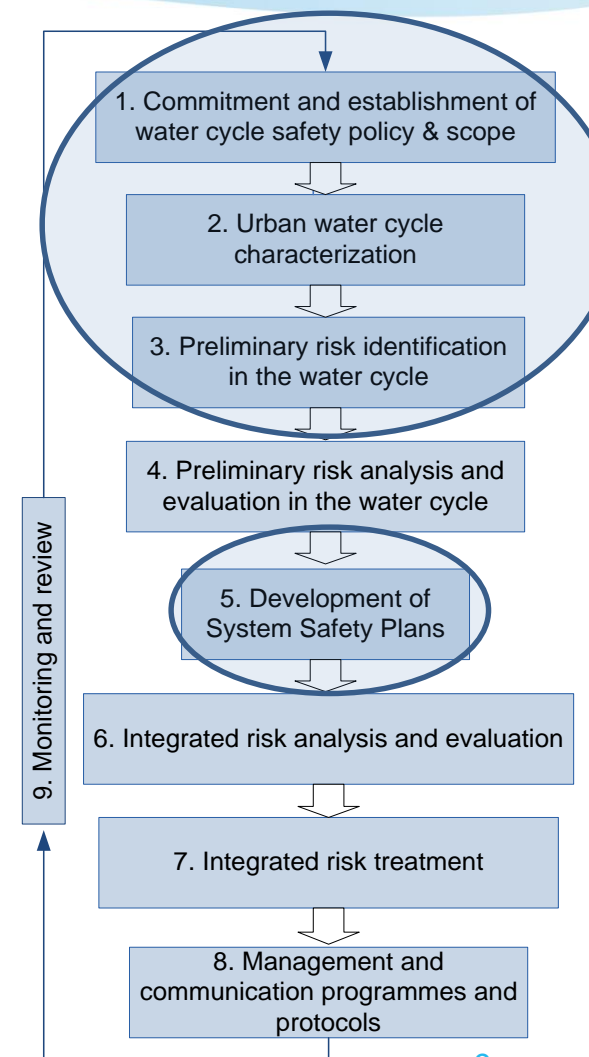 1. Commitment and establishment of
water cycle safety policy & scope
2. Urban water cycle
characterization
3. Preliminary risk identification
in the water cycle
4. Preliminary risk analysis and
evaluation in the water cycle
5. Development of
System Safety Plans
6. Integrated risk analysis and evaluation
7. Integrated risk treatment
8. Management and
communication programmes and
protocols
9. Monitoring and review